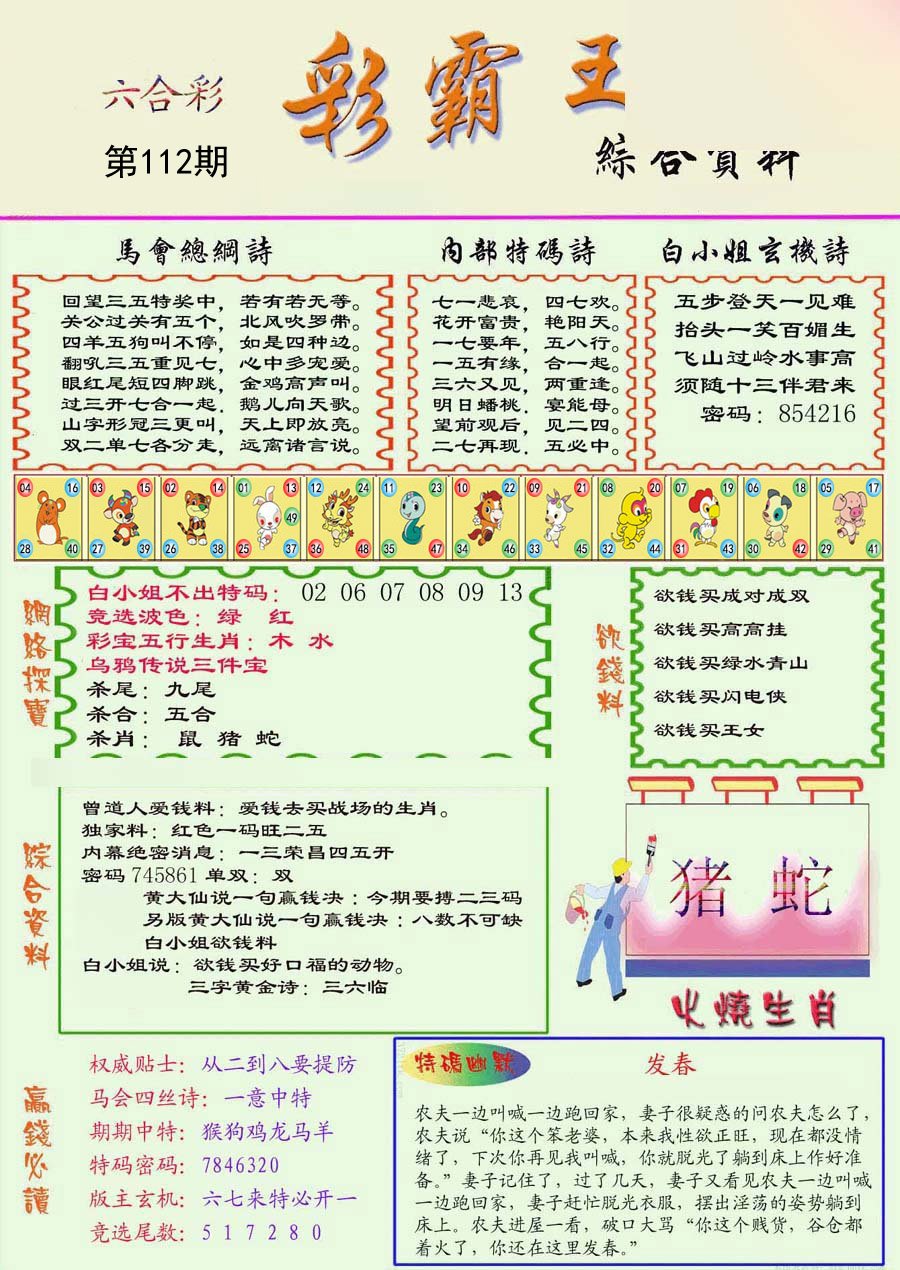 六合彩
彩霸王
第112期
綜合資料
馬會總綱詩
回望三五特奖中，若有若无等。
关公过关有五个，北风吹罗带。
四羊五狗叫不停，如是四种边。
翻吼三五重见七，心中多宠爱。
眼红尾短四脚跳，金鸡高声叫。
过三开七合一起．鹅儿向天歌。
山字形冠三更叫，天上即放亮。
双二单七各分走，远离诸言说。
内部特碼詩
七一悲哀，四七欢。
花开富贵，艳阳天。
一七要年，五八行。
一五有缘，合一起。
三六又见，两重逢。
明日蟠桃．宴能母。
望前观后，见二四。
二七再现．五必中。
白小姐玄機詩
五步登天一见难
抬头一笑百媚生
飞山过岭水事高
须随十三伴君来
密码：854216
04 16 03 15 02 14 01 13 12 24 11 23 10 22 09 21 08 20 07 19 06 18 05 17
49
28 40 27 39 26 38 25 37 36 48 35 47 34 46 33 45 32 44 31 43 30 42 29 41
網絡探寶
白小姐不出特码： 02 06 07 08 09 13
竞选波色：绿 红
彩宝五行生肖：木 水
乌鸦传说三件宝
杀尾：九尾
杀合：五合
杀肖： 鼠 猪 蛇
欲錢料
欲钱买成对成双
欲钱买高高挂
欲钱买绿水青山
欲钱买闪电侠
欲钱买王女
綜合資料
曾道人爱钱料：爱钱去买战场的生肖。
独家料：红色一码旺二五
内幕绝密消息：一三荣昌四五开
密码745861单双：双
黄大仙说一句赢钱决：今期要搏二三码
另版黄大仙说一句赢钱决：八数不可缺
白小姐欲钱料
白小姐说：欲钱买好口福的动物。
三字黄金诗：三六临
猪 蛇
火燒生肖
贏錢必讀
权威贴士：从二到八要提防
马会四丝诗：一意中特
期期中特：猴狗鸡龙马羊
特码密码：7846320
版主玄机：六七来特必开一
竞选尾数：5 1 7 2 8 0
特碼幽默
发春
农夫一边叫喊一边跑回家，妻子很疑惑的问农夫怎么了，
农夫说“你这个笨老婆，本来我性欲正旺，现在都没情
绪了，下次你再见我叫喊，你就脱光了躺到床上作好准
备。”妻子记住了，过了几天，妻子又看见农夫一边叫喊
一边跑回家，妻子赶忙脱光衣服，摆出淫荡的姿势躺到
床上。农夫进屋一看，破口大骂“你这个贱货，谷仓都
着火了，你还在这里发春。”